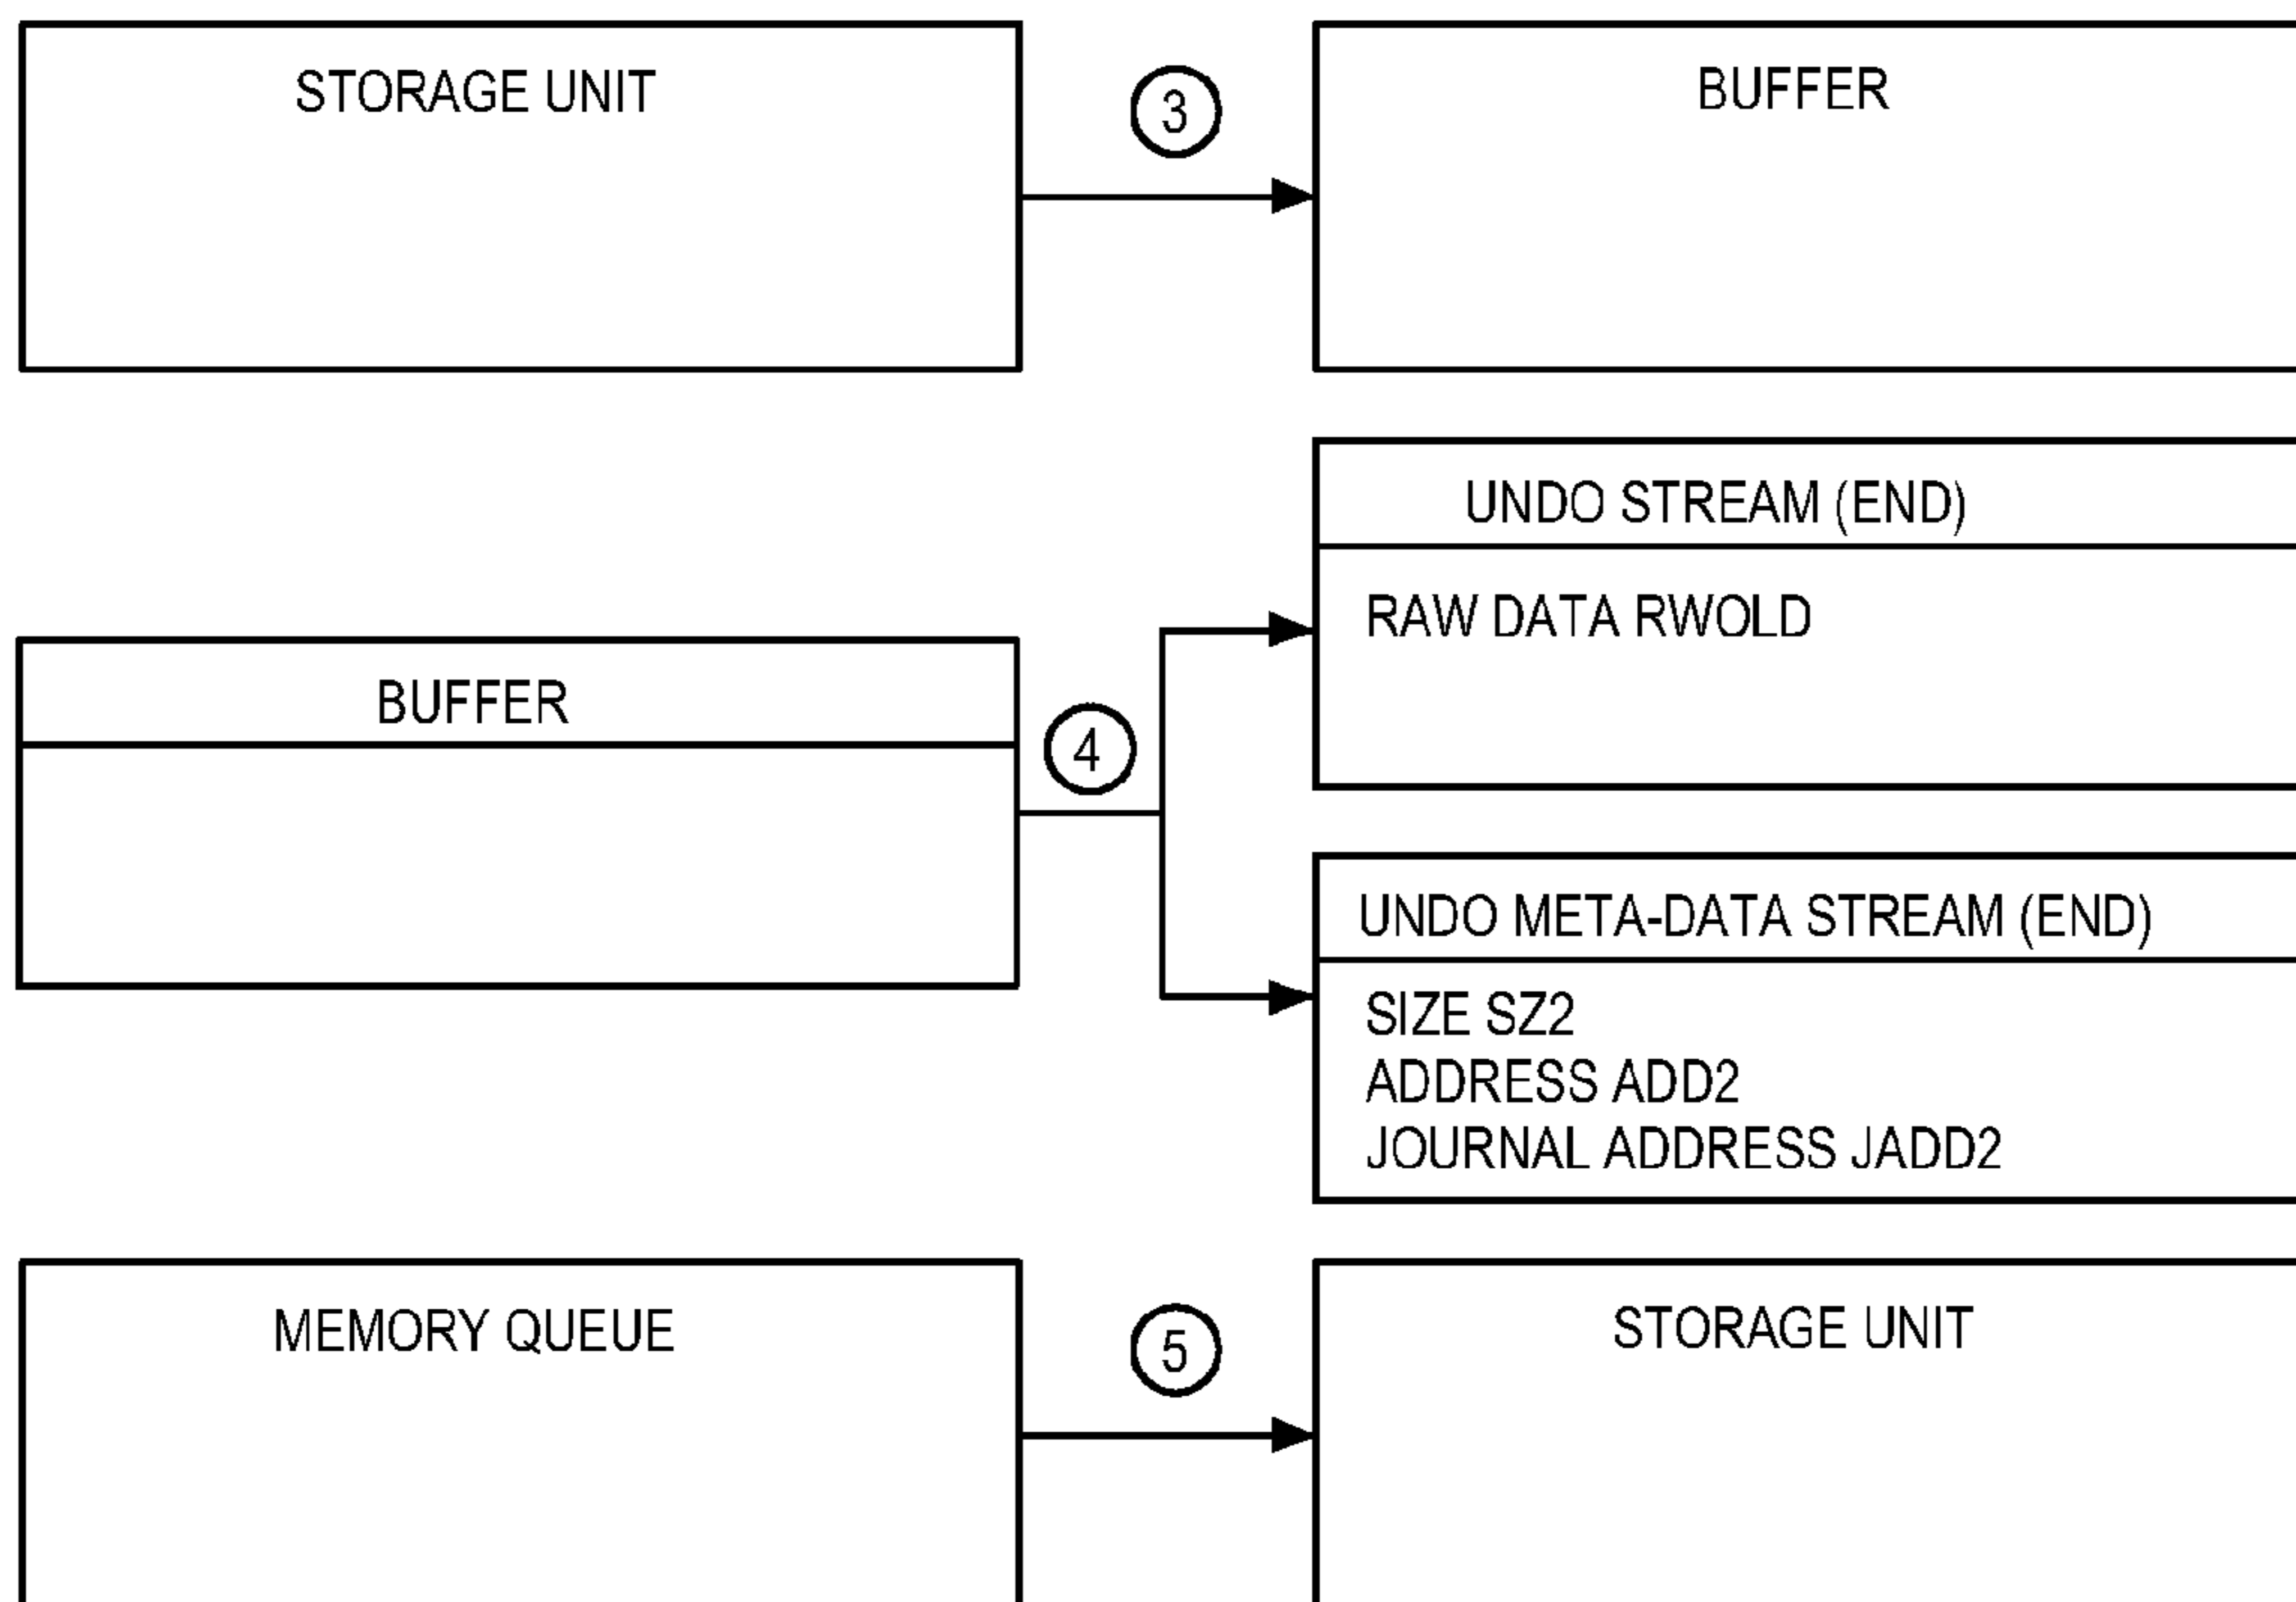 STORAGE UNIT
3
BUFFER
UNDO STREAM (END)
RAW DATA RWOLD
BUFFER
4
UNDO META-DATA STREAM (END)
SIZE SZ2
ADDRESS ADD2
JOURNAL ADDRESS JADD2
MEMORY QUEUE
5
STORAGE UNIT